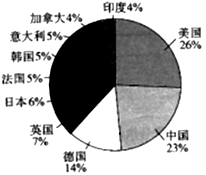 印度4%
加拿大4%
意大利5%
韩国5%
法国5%
日本6%
英国
7%
德国
14%
中国
23%
美国
26%